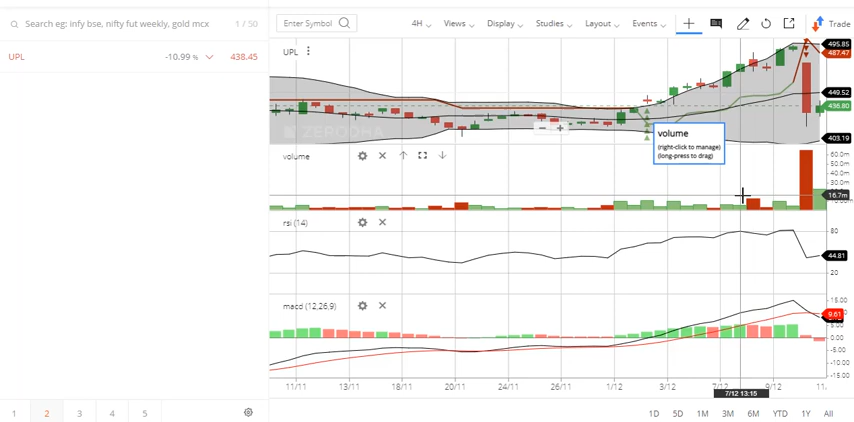 Search eg: infy bse, nifty fut weekly, gold mcx
1 / 50
UPL
-10.99 %
438.45
Enter Symbol
4H
Views
Display
Studies
Layout
Events
Trade
UPL
495.85
487.47
449.52
436.80
403.19
ZERODHA
volume
(right-click to manage)
(long-press to drag)
volume
60.0m
50.0m
40.0m
30.0m
16.7m
rsi (14)
80
44.81
20
macd (12,26,9)
15.00
9.61
5.00
0.00
-5.00
-10.00
-15.00
11/11
13/11
18/11
20/11
24/11
26/11
1/12
3/12
7/12
9/12
11.
7/12 13:15
1
2
3
4
5
1D
5D
1M
3M
6M
YTD
1Y
All